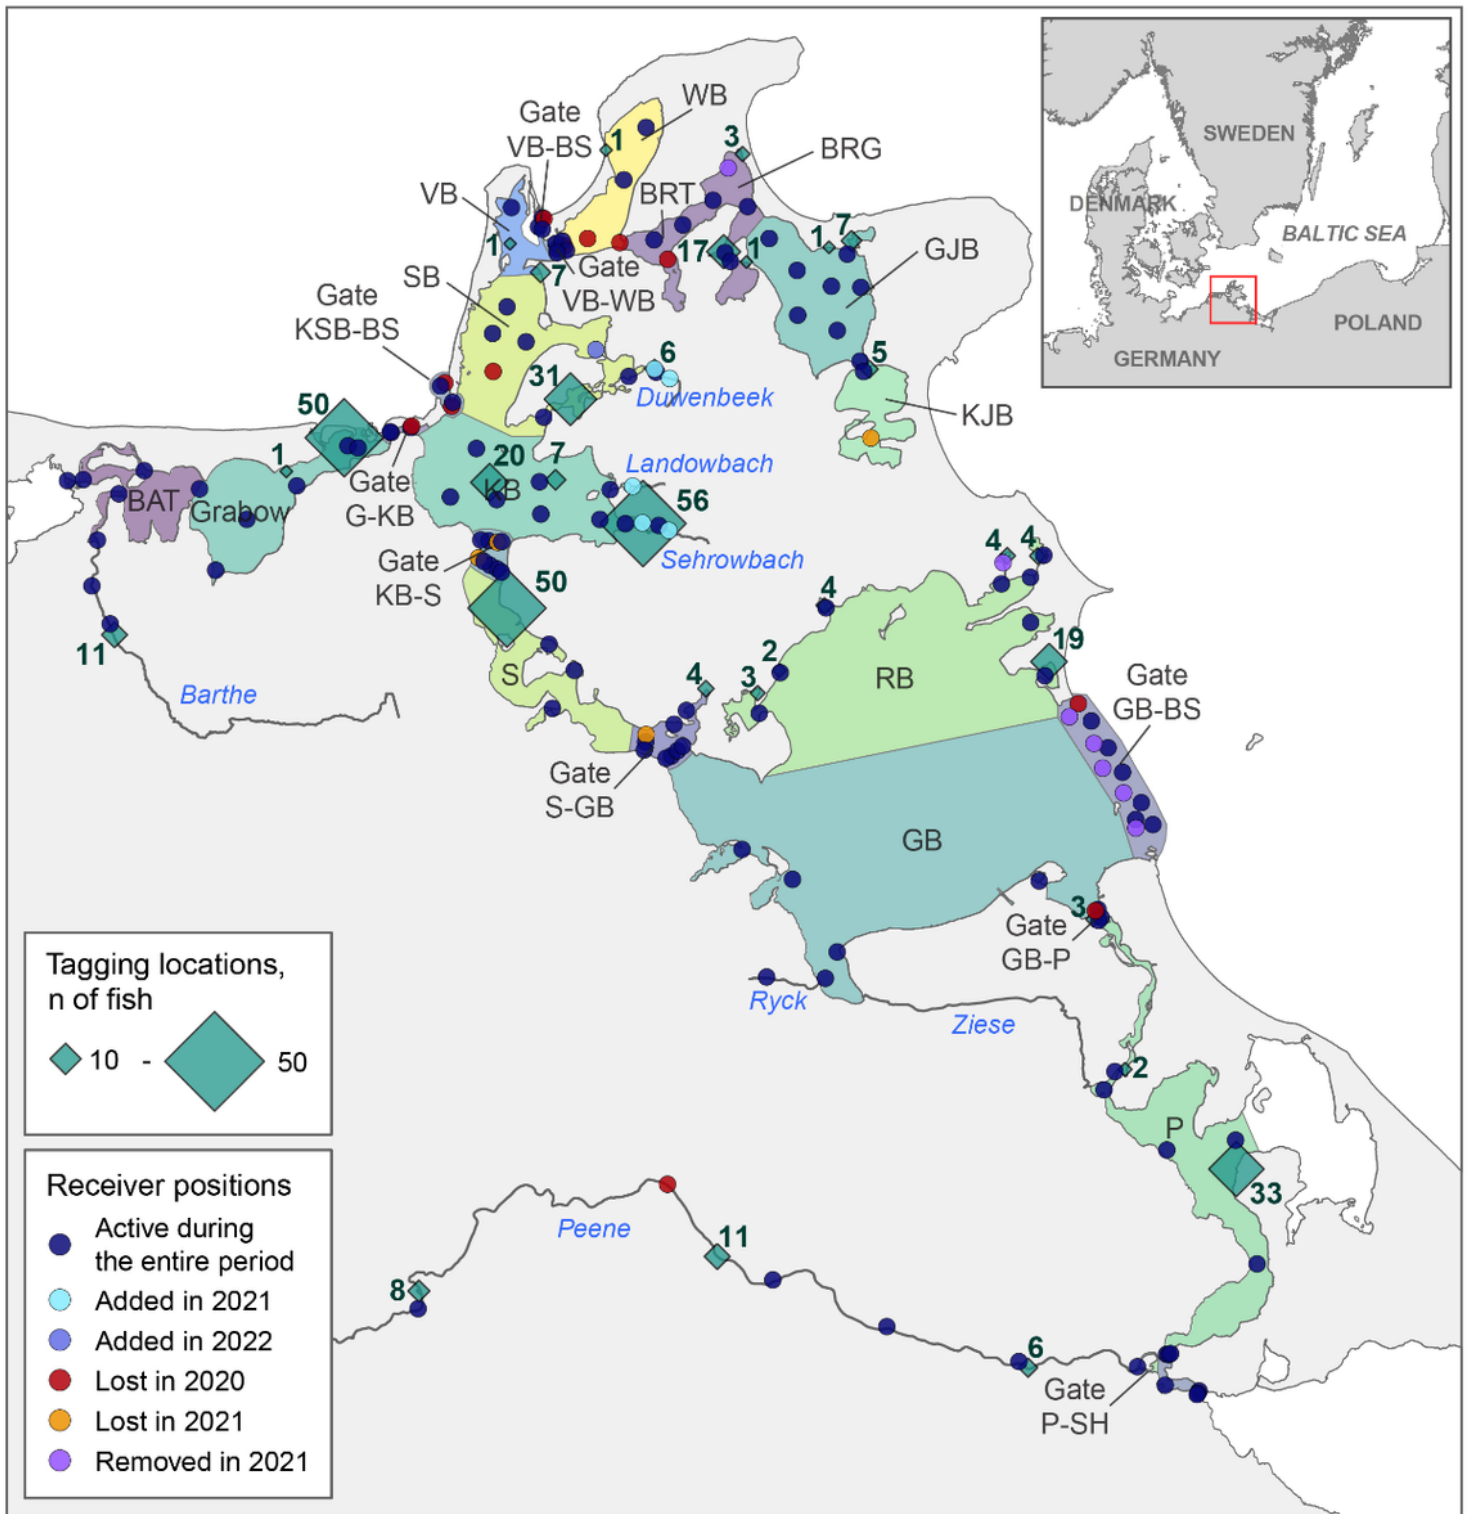 WB
Gate
VB-BS
1
3
BRG
VB
BRT
1
17
1
1
7
GJB
SB
7
Gate
VB-WB
Gate
KSB-BS
31
6
Duwenbeek
5
KJB
50
1
20
7
Landowbach
KB
56
BAT
Grabow
Gate
G-KB
Sehrowbach
Gate
KB-S
50
4
4
4
11
Barthe
S
4
3
2
RB
19
Gate
GB-BS
Gate
S-GB
GB
3
Gate
GB-P
Ryck
Ziese
2
P
33
Peene
11
8
6
Gate
P-SH
SWEDEN
DENMARK
BALTIC SEA
POLAND
GERMANY
Tagging locations,
n of fish
10 - 50
Receiver positions
Active during
the entire period
Added in 2021
Added in 2022
Lost in 2020
Lost in 2021
Removed in 2021